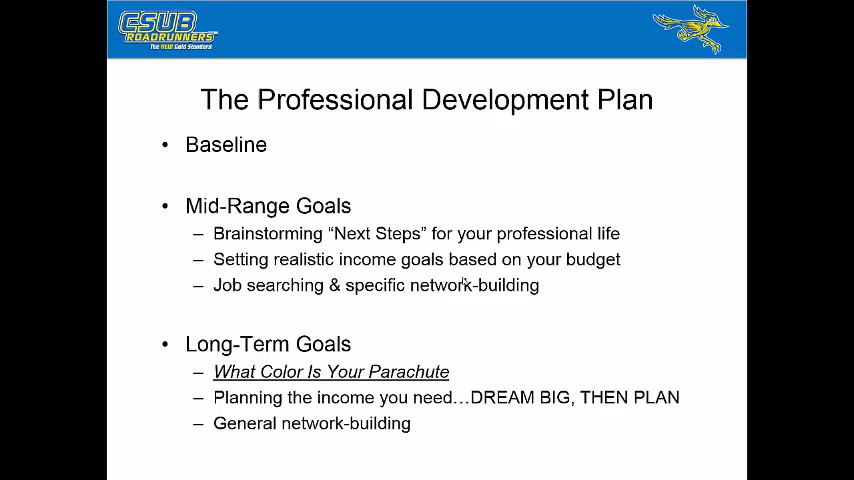 CSUB
ROADRUNNERS
The NEW Gold Standard
The Professional Development Plan
• Baseline
• Mid-Range Goals
– Brainstorming “Next Steps” for your professional life
– Setting realistic income goals based on your budget
– Job searching & specific network-building
• Long-Term Goals
– What Color Is Your Parachute
– Planning the income you need…DREAM BIG, THEN PLAN
– General network-building